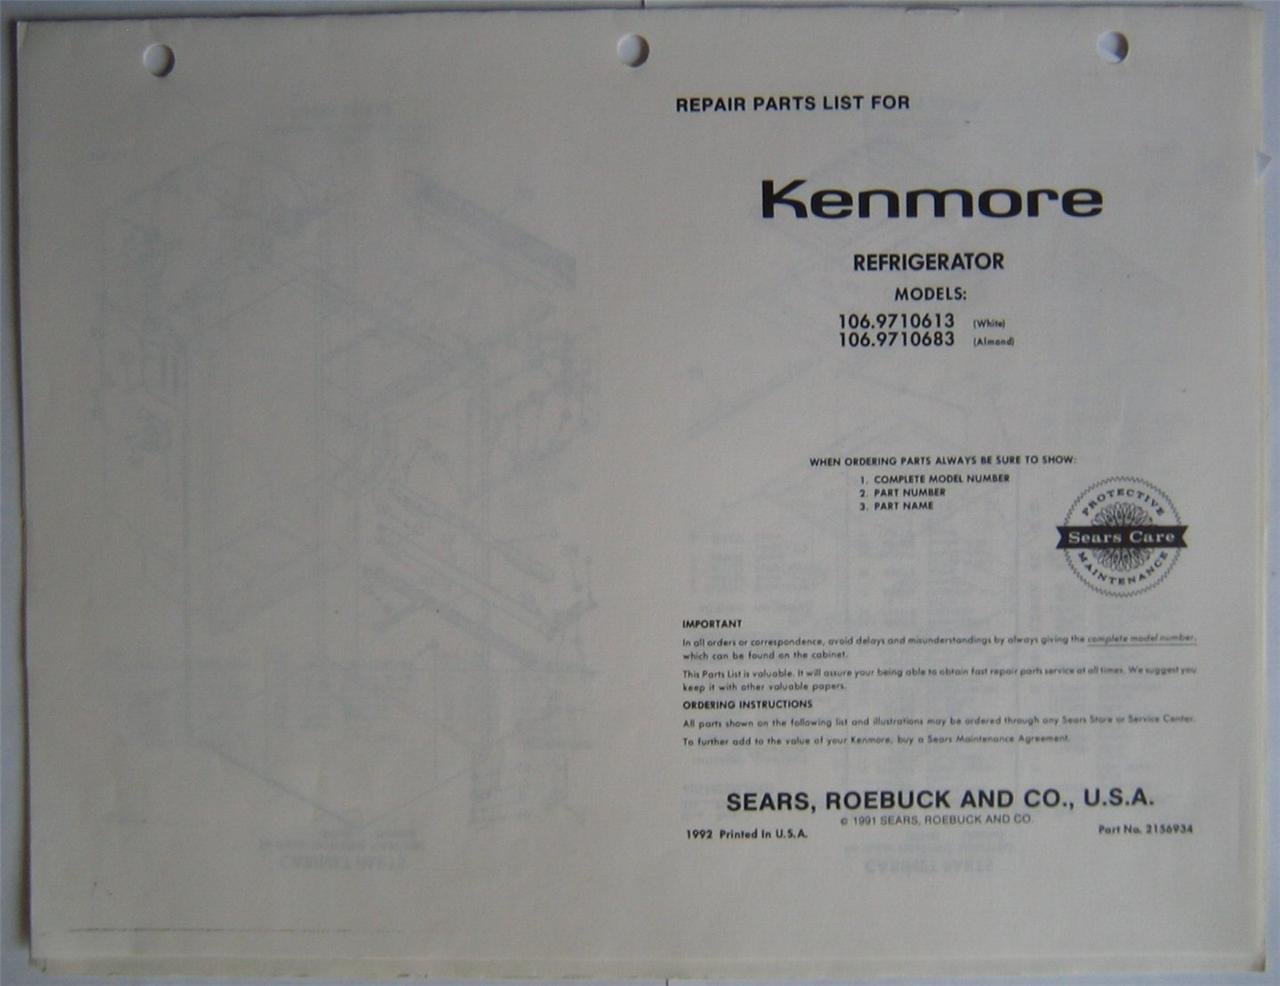 REPAIR PARTS LIST FOR
Kenmore
REFRIGERATOR
MODELS:
106.9710613 (White)
106.9710683 (Almond)
WHEN ORDERING PARTS ALWAYS BE SURE TO SHOW:
1. COMPLETE MODEL NUMBER
2. PART NUMBER
3. PART NAME
PROTECTIVE
Sears Care
MAINTENANCE
IMPORTANT
In all orders or correspondence, avoid delays and misunderstandings by always giving the complete model number,
which can be found on the cabinet.
This Parts List is valuable. It will assure your being able to obtain fast repair parts service at all times. We suggest you
keep it with other valuable papers.
ORDERING INSTRUCTIONS
All parts shown on the following list and illustrations may be ordered through any Sears Store or Service Center.
To further add to the value of your Kenmore, buy a Sears Maintenance Agreement.
SEARS, ROEBUCK AND CO., U.S.A.
© 1991 SEARS, ROEBUCK AND CO.
1992 Printed In U.S.A. Part No. 2156934
CABINET PARTS
CABINET PARTS